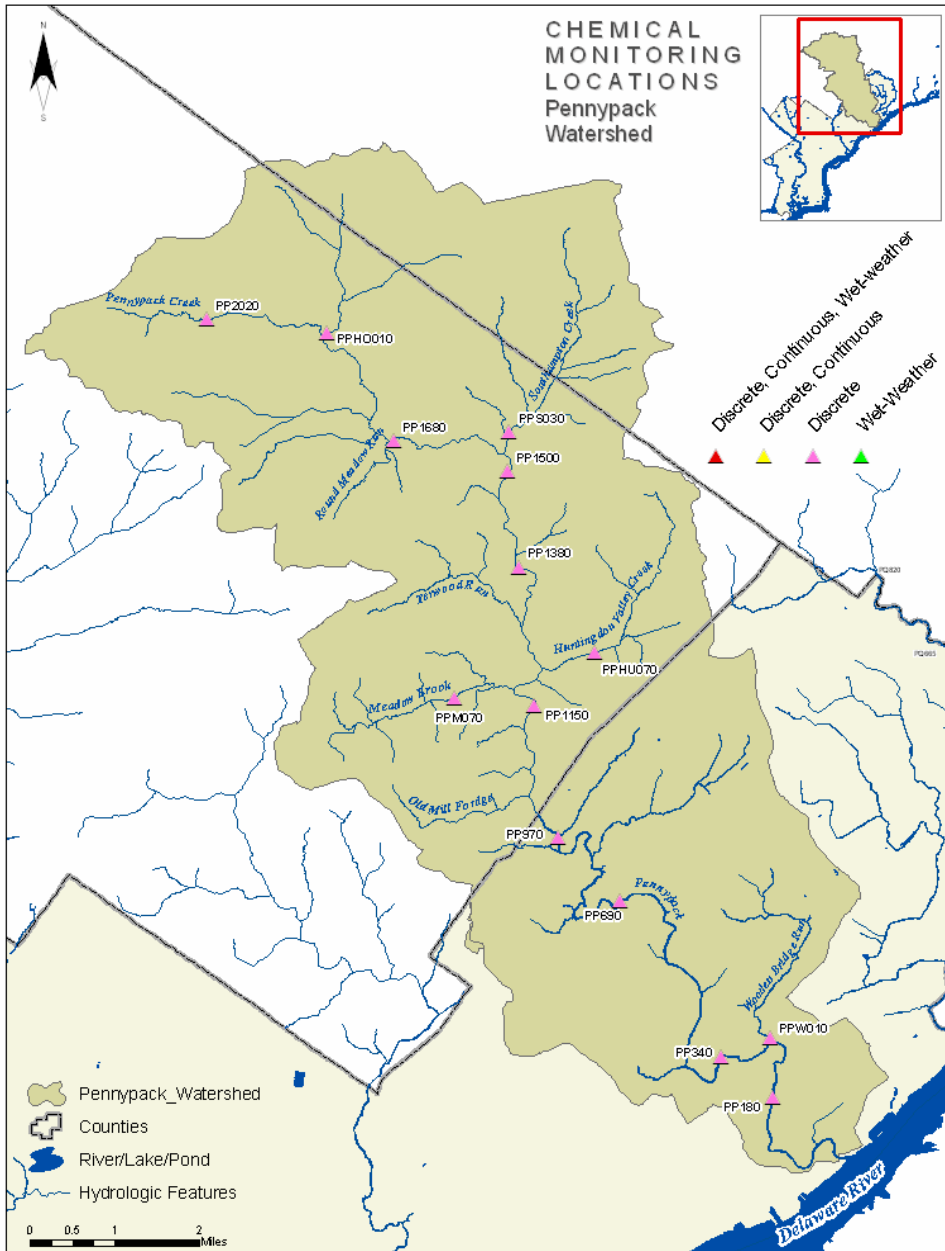 N
S
CHEMICAL
MONITORING
LOCATIONS
Pennypack
Watershed
Discrete, Continuous, Wet-weather
Discrete, Continuous
Discrete
Wet-Weather
Pennypack Creek
PP2020
PPHO010
Southampton Creek
PPS030
PP1680
Round Meadow Run
PP1500
PP1380
Terwood Run
PQ820
Huntingdon Valley Creek
PPHU070
PQ665
Meadow Brook
PPM070
PP1150
Old Mill Fordge
PP970
Pennypack
PP690
Wooden Bridge Run
PPW010
PP340
PP180
Pennypack_Watershed
Counties
River/Lake/Pond
Hydrologic Features
0 0.5 1 2
Miles
Delaware River